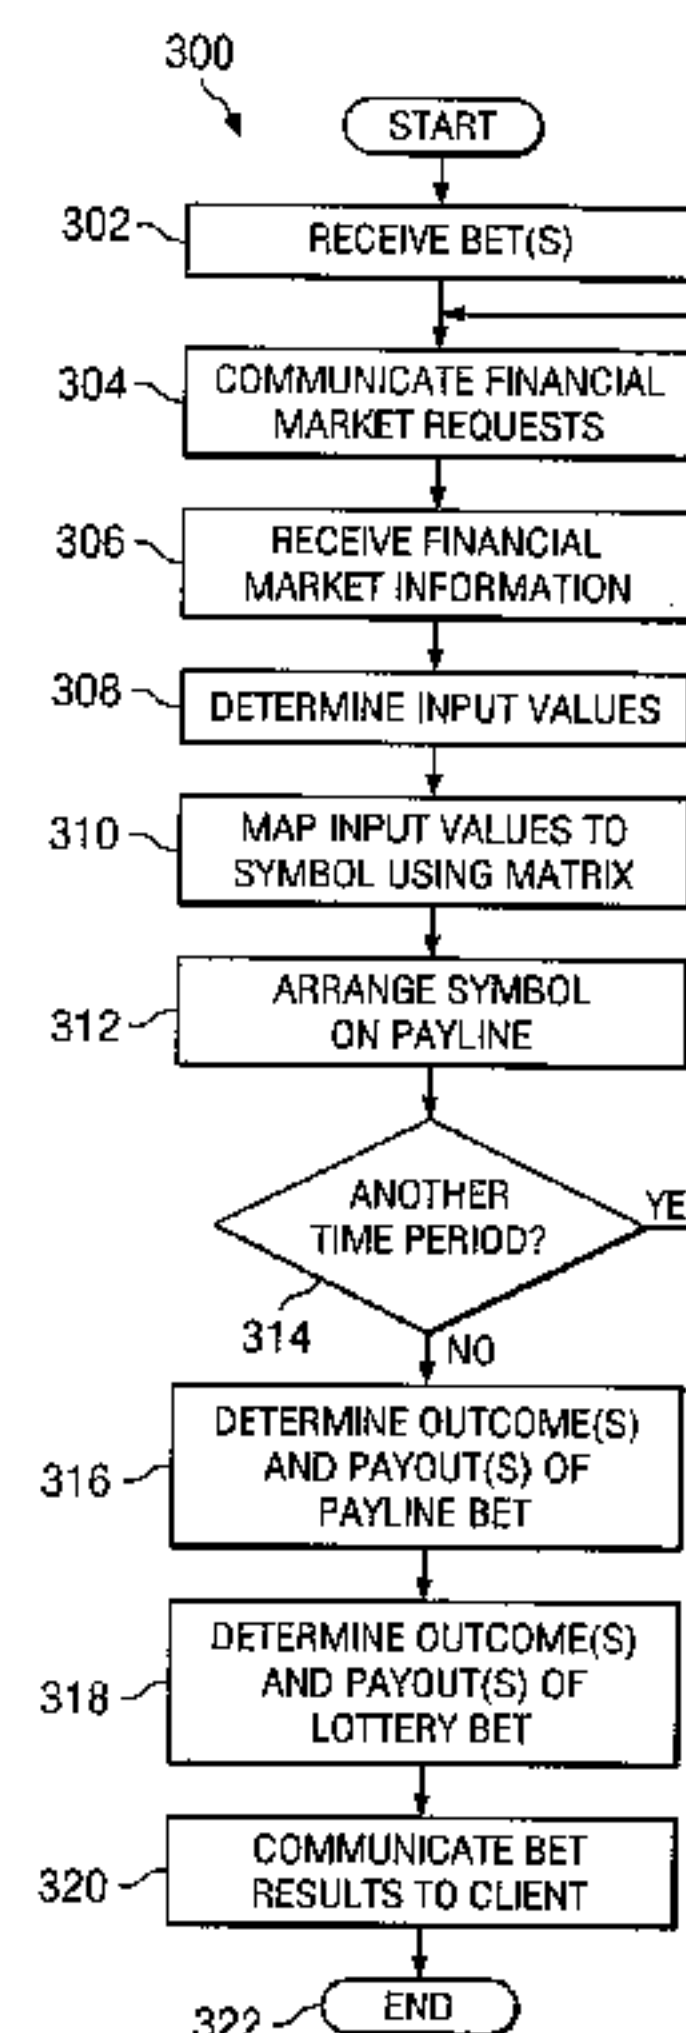 300
START
302
RECEIVE BET(S)
304
COMMUNICATE FINANCIAL
MARKET REQUESTS
306
RECEIVE FINANCIAL
MARKET INFORMATION
308
DETERMINE INPUT VALUES
310
MAP INPUT VALUES TO
SYMBOL USING MATRIX
312
ARRANGE SYMBOL
ON PAYLINE
ANOTHER
TIME PERIOD?
YE
314
NO
316
DETERMINE OUTCOME(S)
AND PAYOUT(S) OF
PAYLINE BET
318
DETERMINE OUTCOME(S)
AND PAYOUT(S) OF
LOTTERY BET
320
COMMUNICATE BET
RESULTS TO CLIENT
END
322